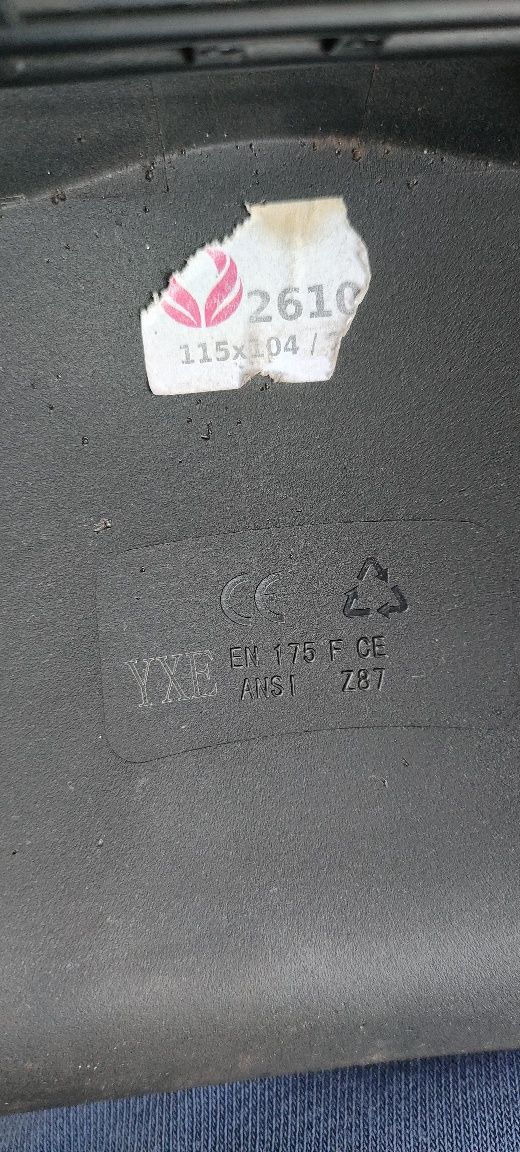 2610
115x104 /
CE
YXE EN 175 F CE
ANSI Z87